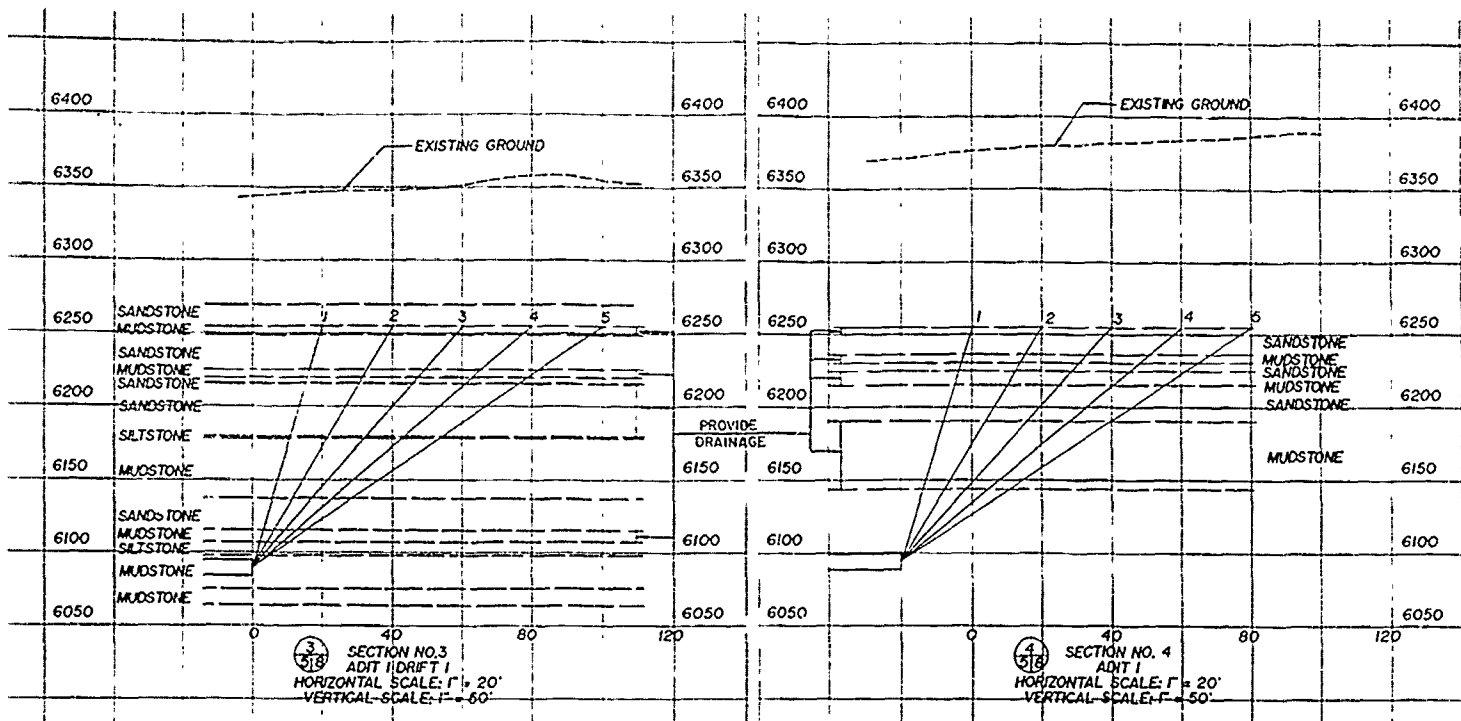 6400
6400
6400
6400
EXISTING GROUND
EXISTING GROUND
6350
6350
6350
6350
6300
6300
6300
6300
SANDSTONE
1 2 3 4 5
1 2 3 4 5
6250
MUDSTONE
6250
6250
6250
SANDSTONE
SANDSTONE
MUDSTONE
MUDSTONE
SANDSTONE
SANDSTONE
MUDSTONE
6200
SANDSTONE
6200
6200
SANDSTONE
6200
SILTSTONE
PROVIDE
DRAINAGE
MUDSTONE
6150
MUDSTONE
6150
6150
6150
SANDSTONE
MUDSTONE
6100
SILTSTONE
6100
6100
6100
MUDSTONE
MUDSTONE
6050
6050
6050
6050
0 40 80 120
0 40 80 120
3
SECTION NO.3
ADIT 1 DRIFT 1
HORIZONTAL SCALE: 1" = 20'
VERTICAL SCALE: 1" = 50'
4
SECTION NO. 4
ADIT 1
HORIZONTAL SCALE: 1" = 20'
VERTICAL SCALE: 1" = 50'